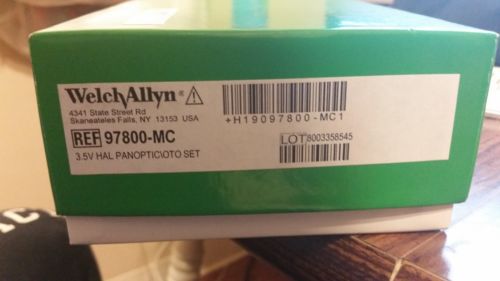 WelchAllyn®
4341 State Street Rd
Skaneateles Falls, NY 13153 USA
REF 97800-MC
3.5V HAL PANOPTIC\OTO SET
+H19097800-MC1
LOT 8003358545